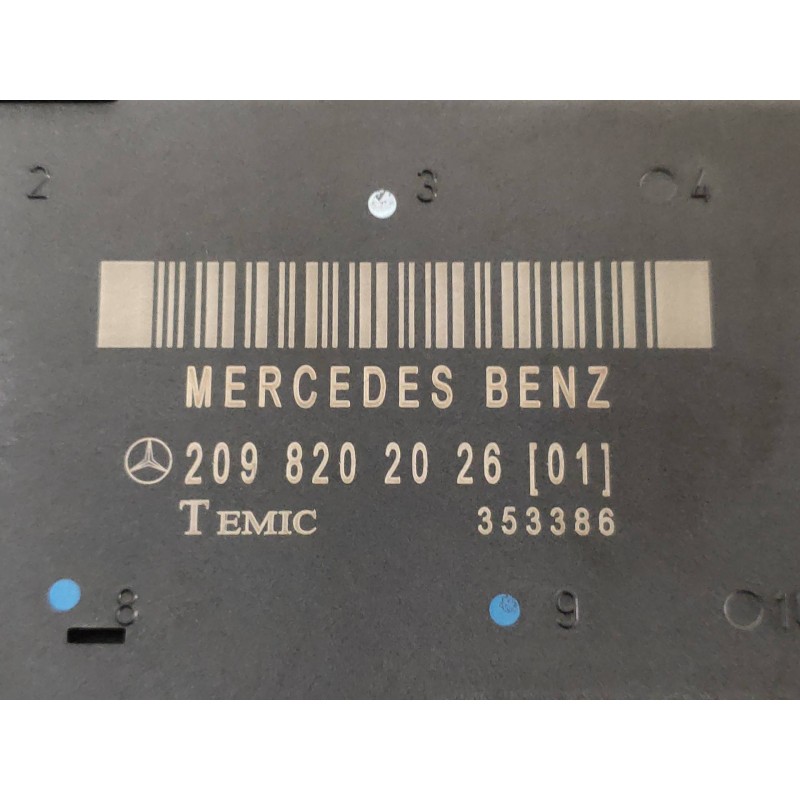 2 3 4
MERCEDES BENZ
209 820 20 26 [01]
TEMIC 353386
8 9